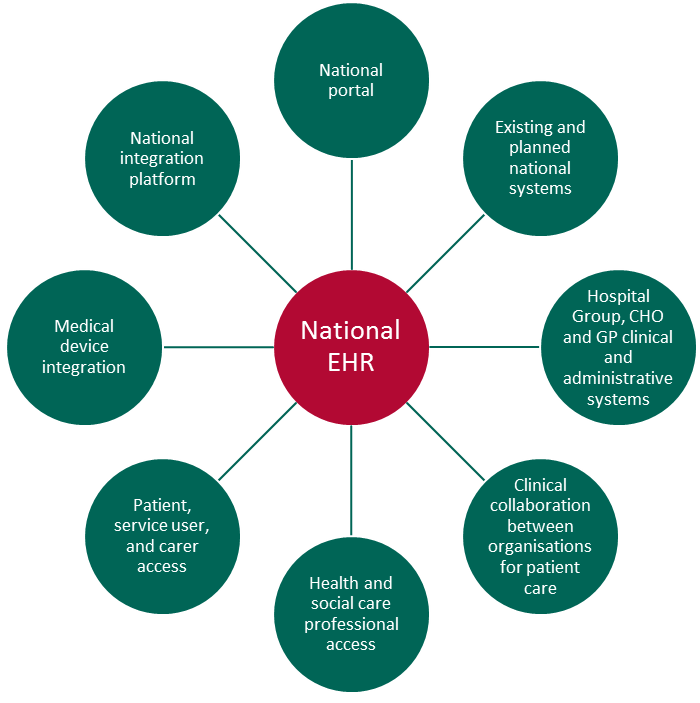 National
portal
Existing and
planned
national
systems
Hospital
Group, CHO
and GP clinical
and
administrative
systems
Clinical
collaboration
between
organisations
for patient
care
Health and
social care
professional
access
Patient,
service user,
and carer
access
Medical
device
integration
National
integration
platform
National
EHR